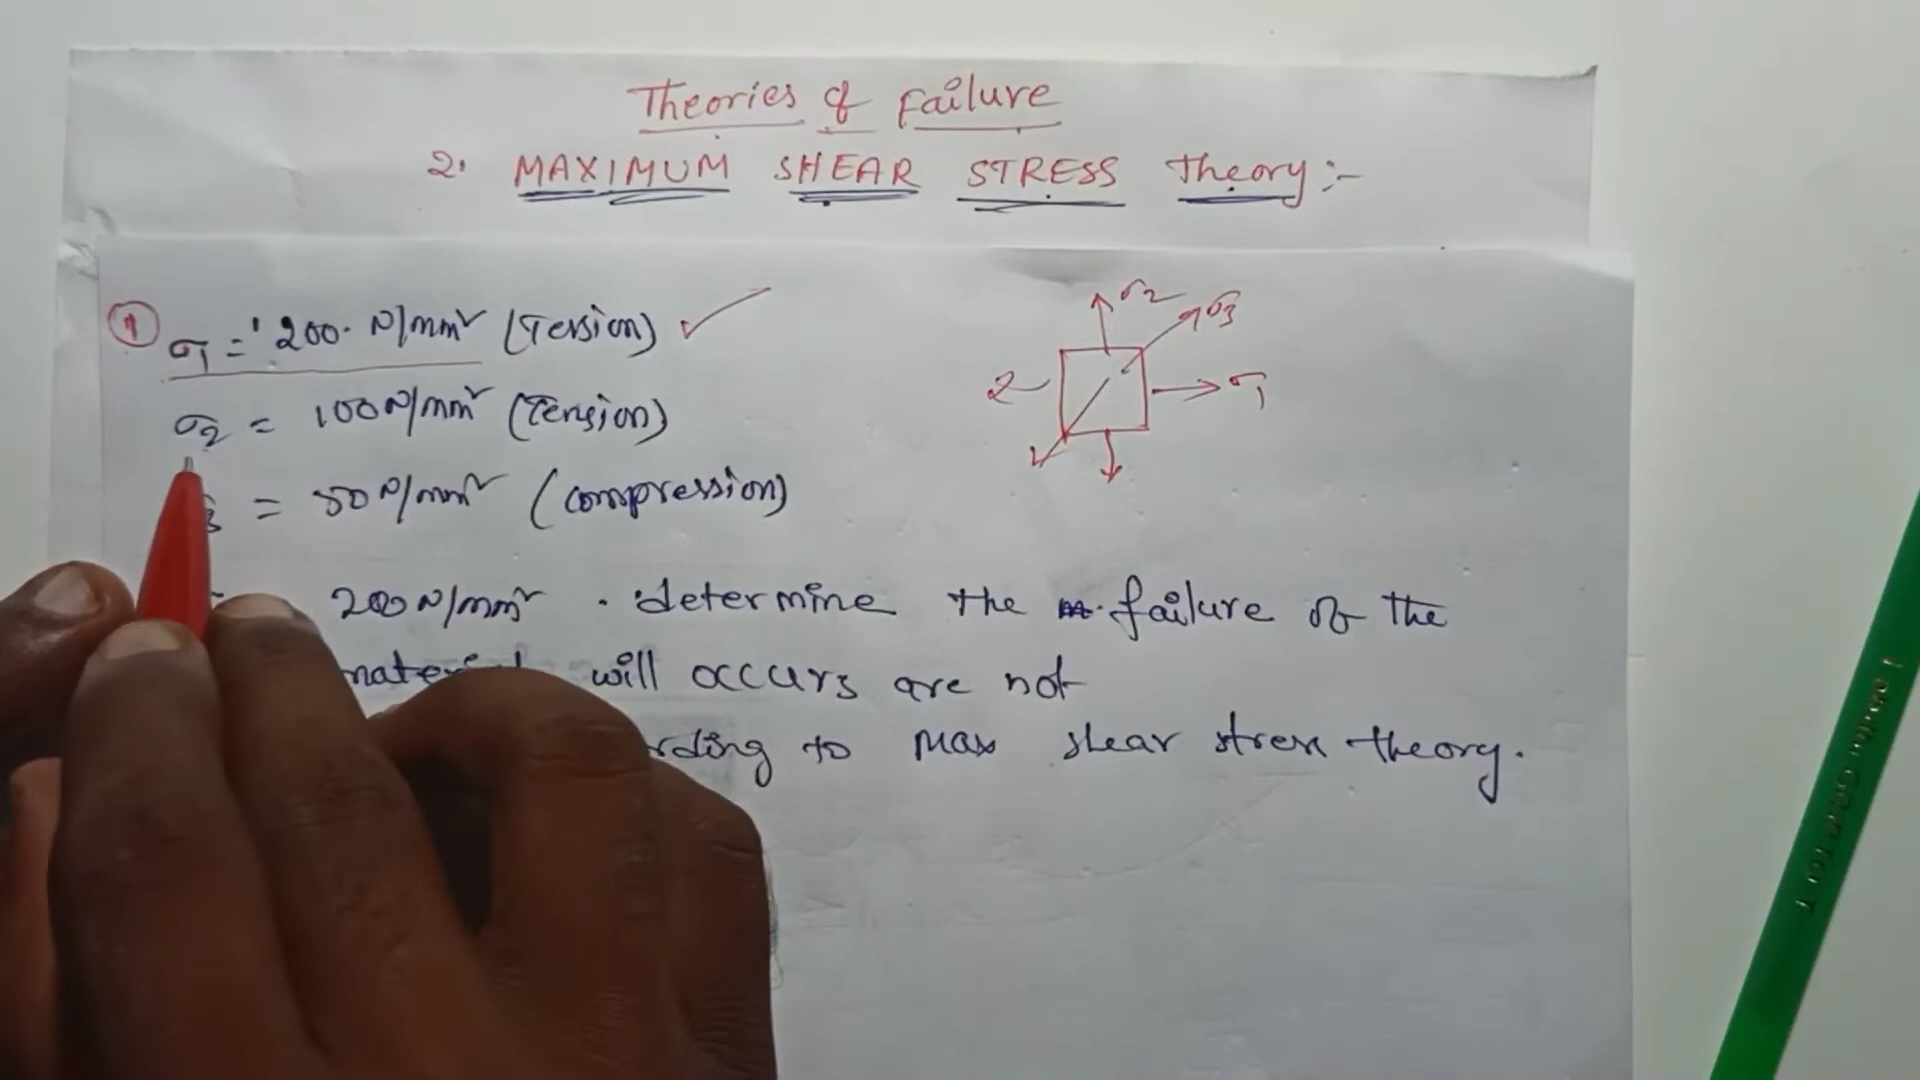 Theories of Failure
2. MAXIMUM SHEAR STRESS Theory:-
① σ1 = 200. N/mm² (Tension) ✓
σ2 = 100 N/mm² (Tension)
= 50 N/mm² (compression)
200 N/mm² . determine the failure of the
will occurs are not
to max shear stress theory.
σ2
σ3
σ1